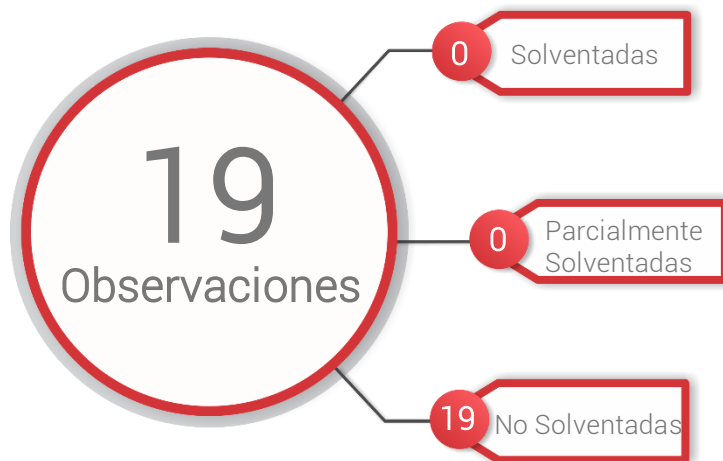 19
Observaciones
0
Solventadas
0
Parcialmente
Solventadas
19
No Solventadas